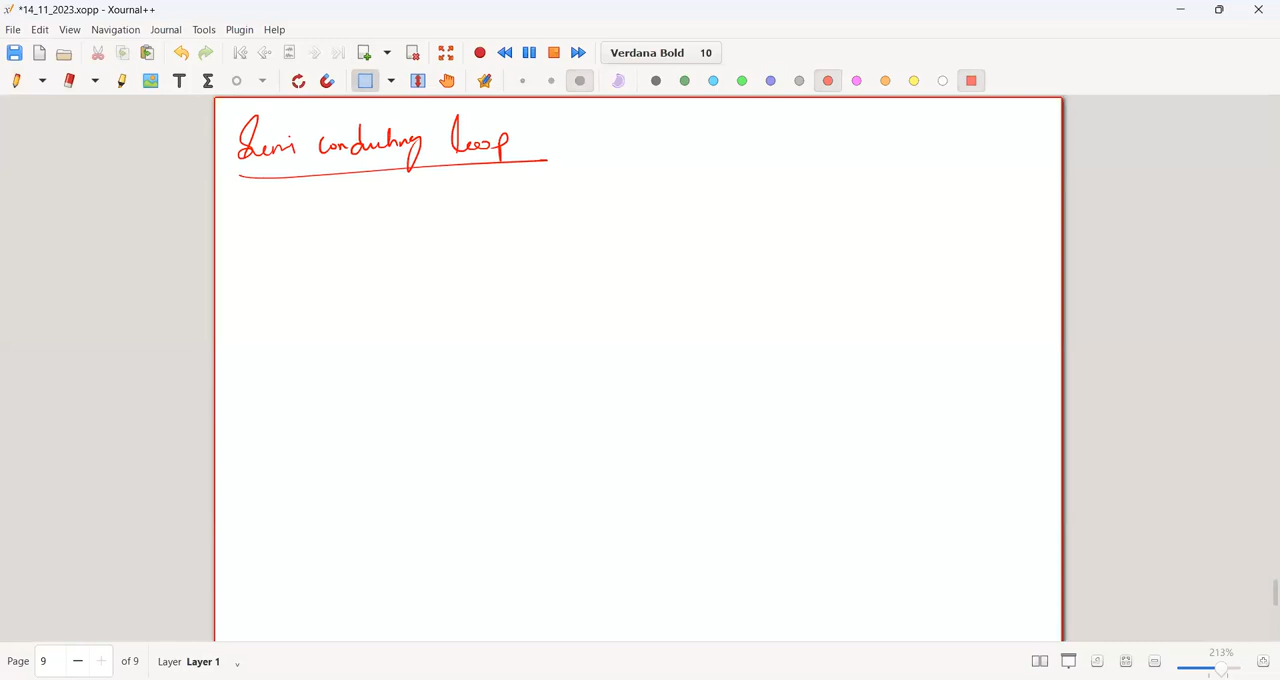 *14_11_2023.xopp - Xournal++
File Edit View Navigation Journal Tools Plugin Help
Verdana Bold 10
Semi conducting loop
Page 9 of 9 Layer Layer 1
213%